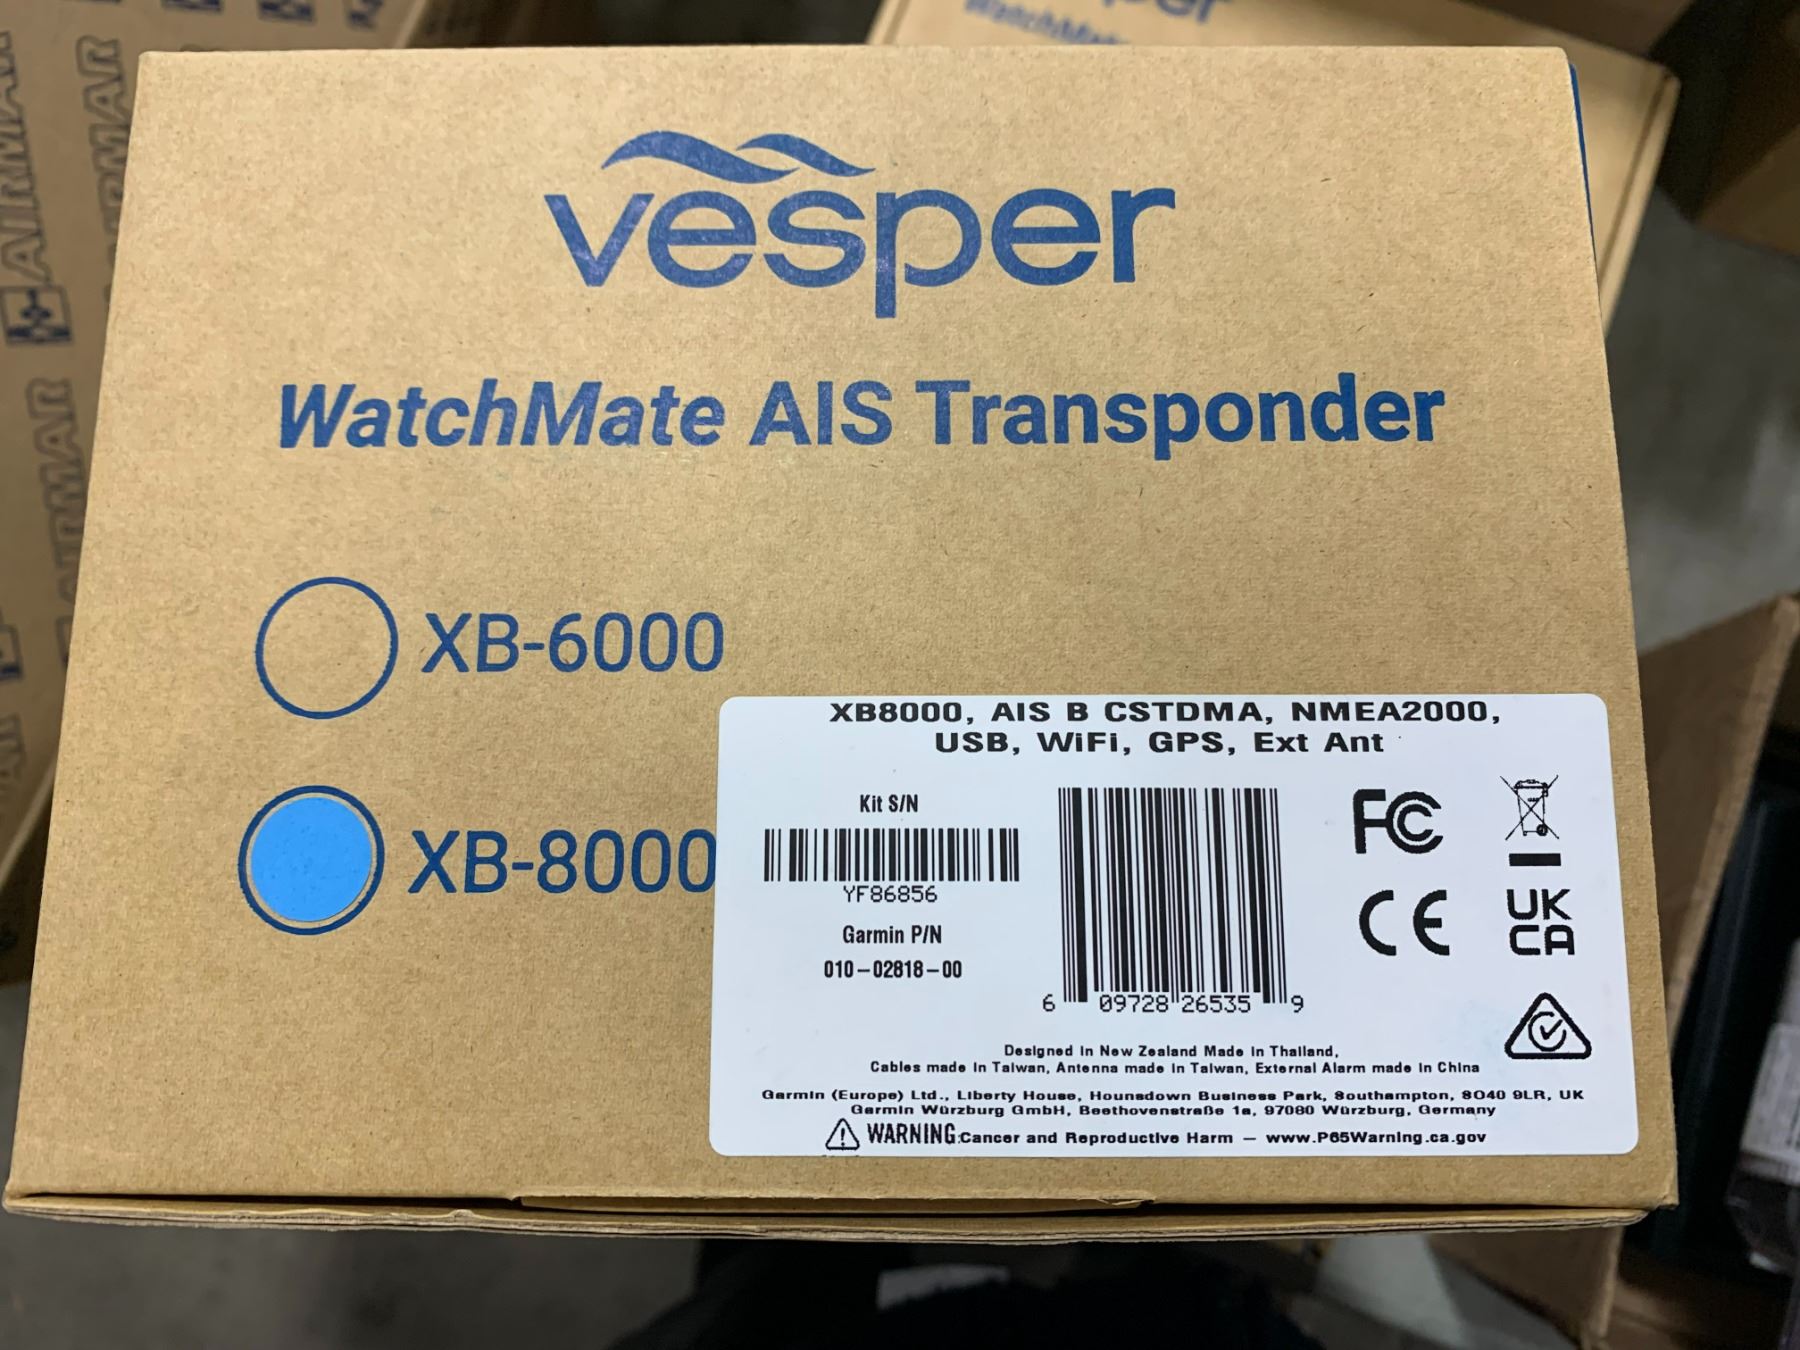 vesper
WatchMate AIS Transponder
XB-6000
XB-8000
XB8000, AIS B CSTDMA, NMEA2000,
USB, WiFi, GPS, Ext Ant
Kit S/N
YF86856
Garmin P/N
010-02818-00
6 09728 26535 9
FC
CE
UK
CA
Designed in New Zealand Made in Thailand,
Cables made in Taiwan, Antenna made in Taiwan, External Alarm made in China
Garmin (Europe) Ltd., Liberty House, Hounsdown Business Park, Southampton, SO40 9LR, UK
Garmin Würzburg GmbH, Beethovenstraße 1a, 97080 Würzburg, Germany
WARNING:Cancer and Reproductive Harm — www.P65Warning.ca.gov
AIRMAR
AIRMAR
AIRMAR
AIRMAR